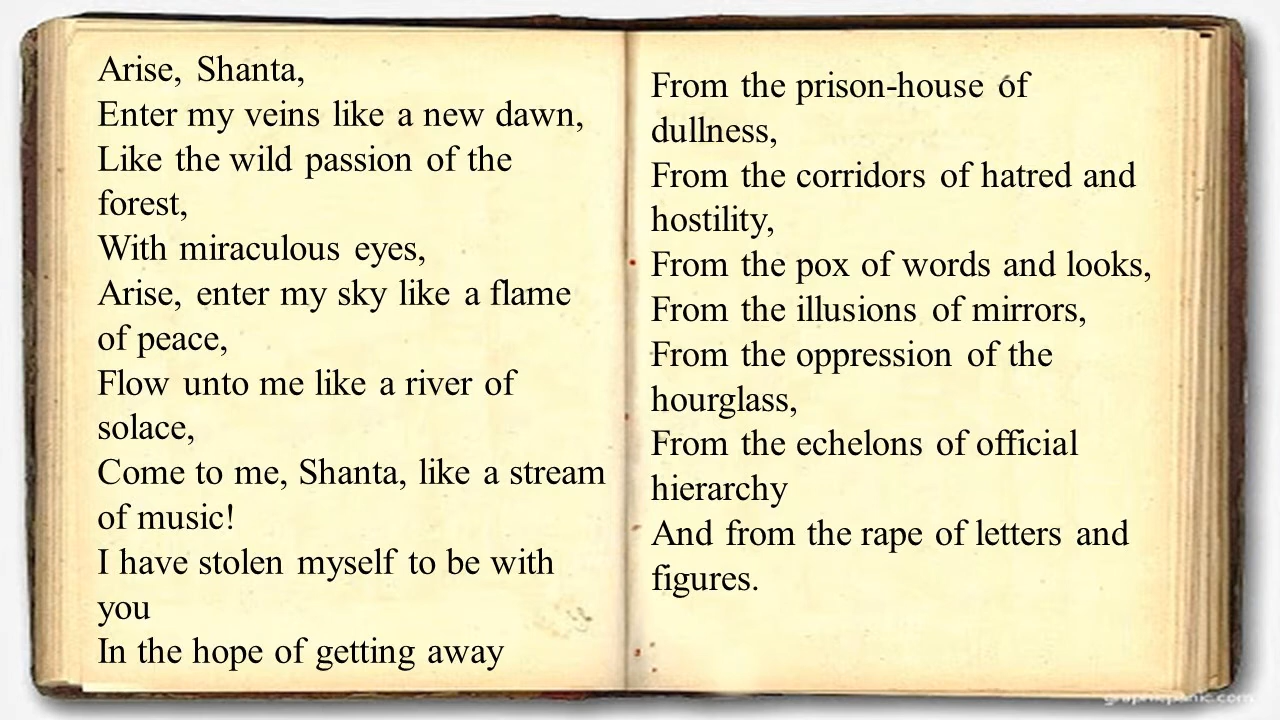 Arise, Shanta,
Enter my veins like a new dawn,
Like the wild passion of the
forest,
With miraculous eyes,
Arise, enter my sky like a flame
of peace,
Flow unto me like a river of
solace,
Come to me, Shanta, like a stream
of music!
I have stolen myself to be with
you
In the hope of getting away
From the prison-house of
dullness,
From the corridors of hatred and
hostility,
From the pox of words and looks,
From the illusions of mirrors,
From the oppression of the
hourglass,
From the echelons of official
hierarchy
And from the rape of letters and
figures.